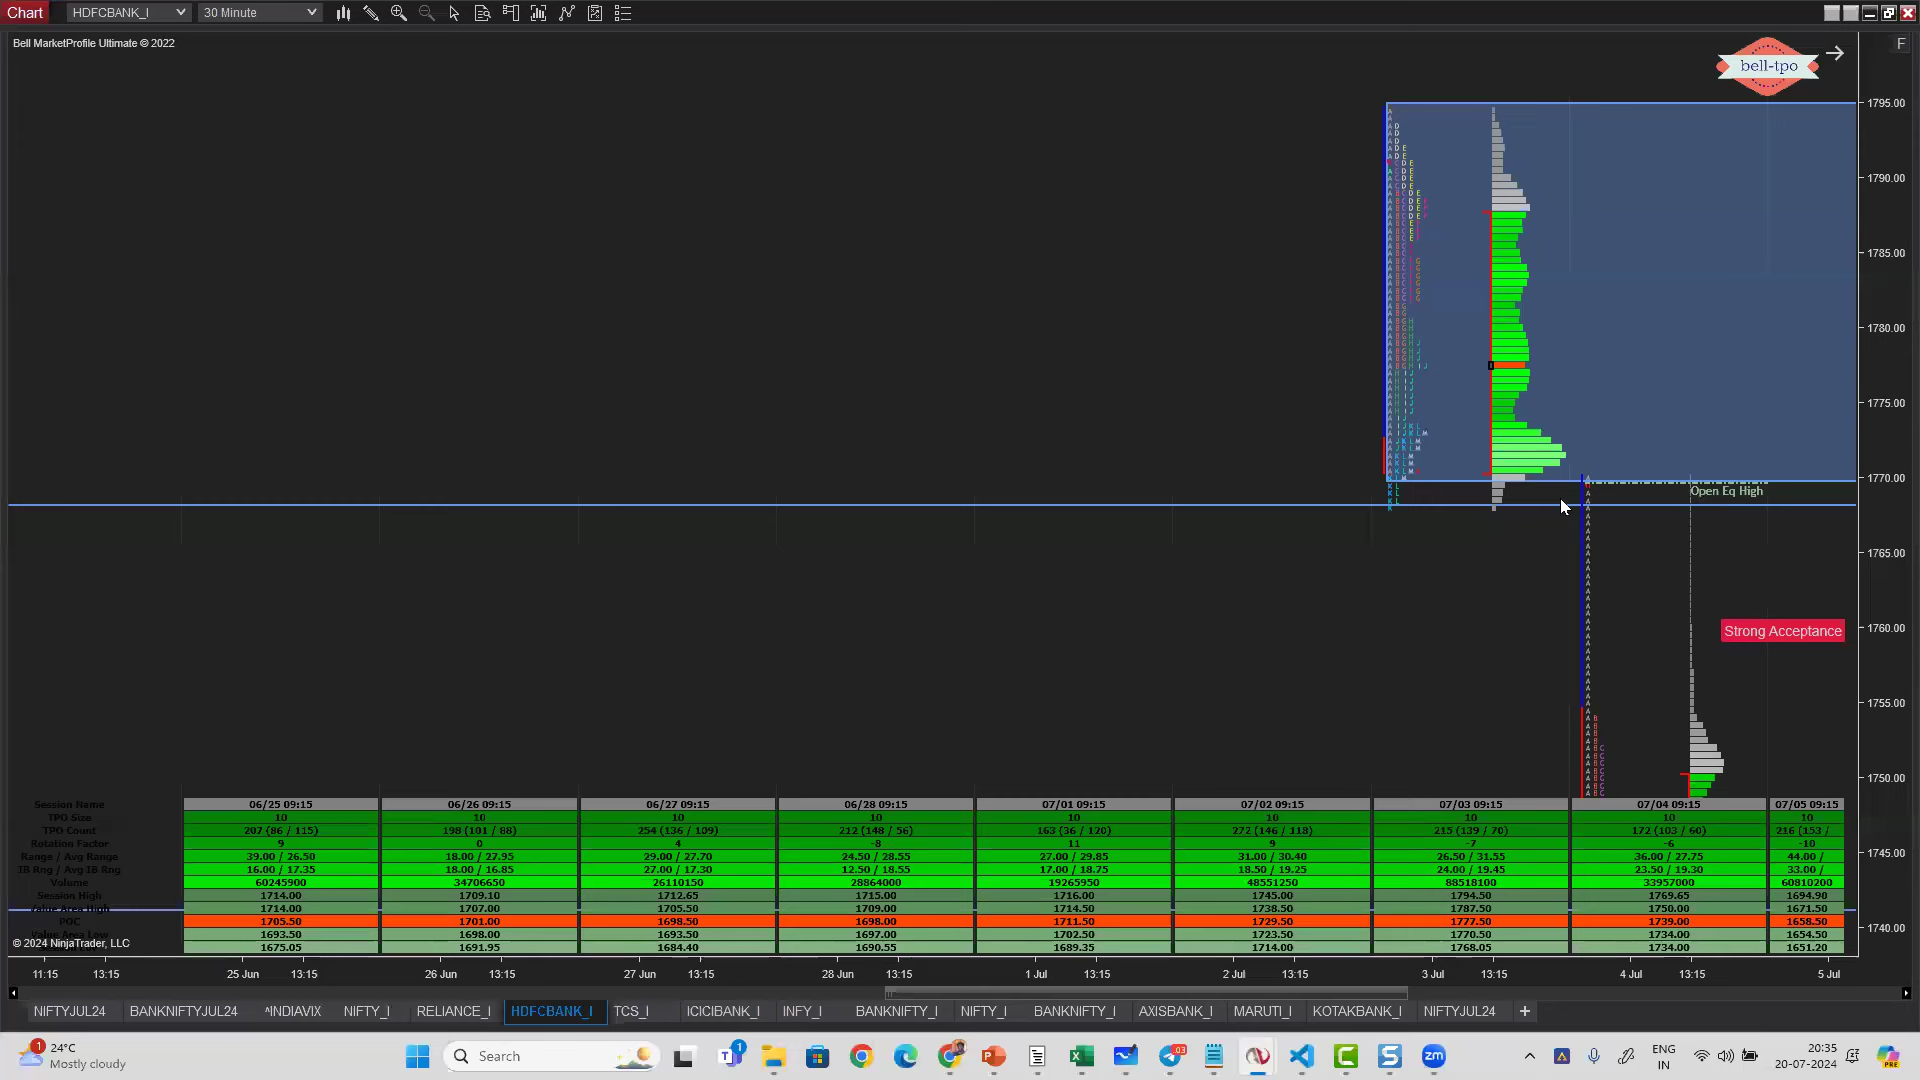 Chart HDFCBANK_I 30 Minute
Bell MarketProfile Ultimate © 2022
F
bell-tpo
1795.00
1790.00
1785.00
1780.00
1775.00
1770.00
Open Eq High
1765.00
1760.00
Strong Acceptance
1755.00
1750.00
1745.00
1740.00
Session Name 06/25 09:15 06/26 09:15 06/27 09:15 06/28 09:15 07/01 09:15 07/02 09:15 07/03 09:15 07/04 09:15 07/05 09:15
TPO Size 10 10 10 10 10 10 10 10 10
TPO Count 207 (86 / 115) 198 (101 / 88) 254 (136 / 109) 212 (148 / 56) 163 (36 / 120) 272 (146 / 118) 215 (139 / 70) 172 (103 / 60) 216 (153 /
Rotation Factor 9 0 4 -8 11 9 -7 -6 -10
Range / Avg Range 39.00 / 26.50 18.00 / 27.95 29.00 / 27.70 24.50 / 28.55 27.00 / 29.85 31.00 / 30.40 26.50 / 31.55 36.00 / 27.75 44.00 /
IB Rng / Avg IB Rng 16.00 / 17.35 18.00 / 16.85 27.00 / 17.30 12.50 / 18.55 17.00 / 18.75 18.50 / 19.25 24.00 / 19.45 23.50 / 19.30 33.00 /
Volume 60245900 34706650 26110150 28864000 19265950 48551250 88518100 33957000 60810200
Session High 1714.00 1709.10 1712.65 1715.00 1716.00 1745.00 1794.50 1769.65 1694.90
Value Area High 1714.00 1707.00 1705.50 1709.00 1714.50 1738.50 1787.50 1750.00 1671.50
POC 1705.50 1701.00 1698.50 1698.00 1711.50 1729.50 1777.50 1739.00 1658.50
Value Area Low 1693.50 1698.00 1693.50 1697.00 1702.50 1723.50 1770.50 1734.00 1654.50
1675.05 1691.95 1684.40 1690.55 1689.35 1714.00 1768.05 1734.00 1651.20
© 2024 NinjaTrader, LLC
11:15 13:15 25 Jun 13:15 26 Jun 13:15 27 Jun 13:15 28 Jun 13:15 1 Jul 13:15 2 Jul 13:15 3 Jul 13:15 4 Jul 13:15 5 Jul
NIFTYJUL24 BANKNIFTYJUL24 ^INDIAVIX NIFTY_I RELIANCE_I HDFCBANK_I TCS_I ICICIBANK_I INFY_I BANKNIFTY_I NIFTY_I BANKNIFTY_I AXISBANK_I MARUTI_I KOTAKBANK_I NIFTYJUL24 +
1 24°C
Mostly cloudy
Search
1
03
zm
ENG
IN
20:35
20-07-2024
PRE